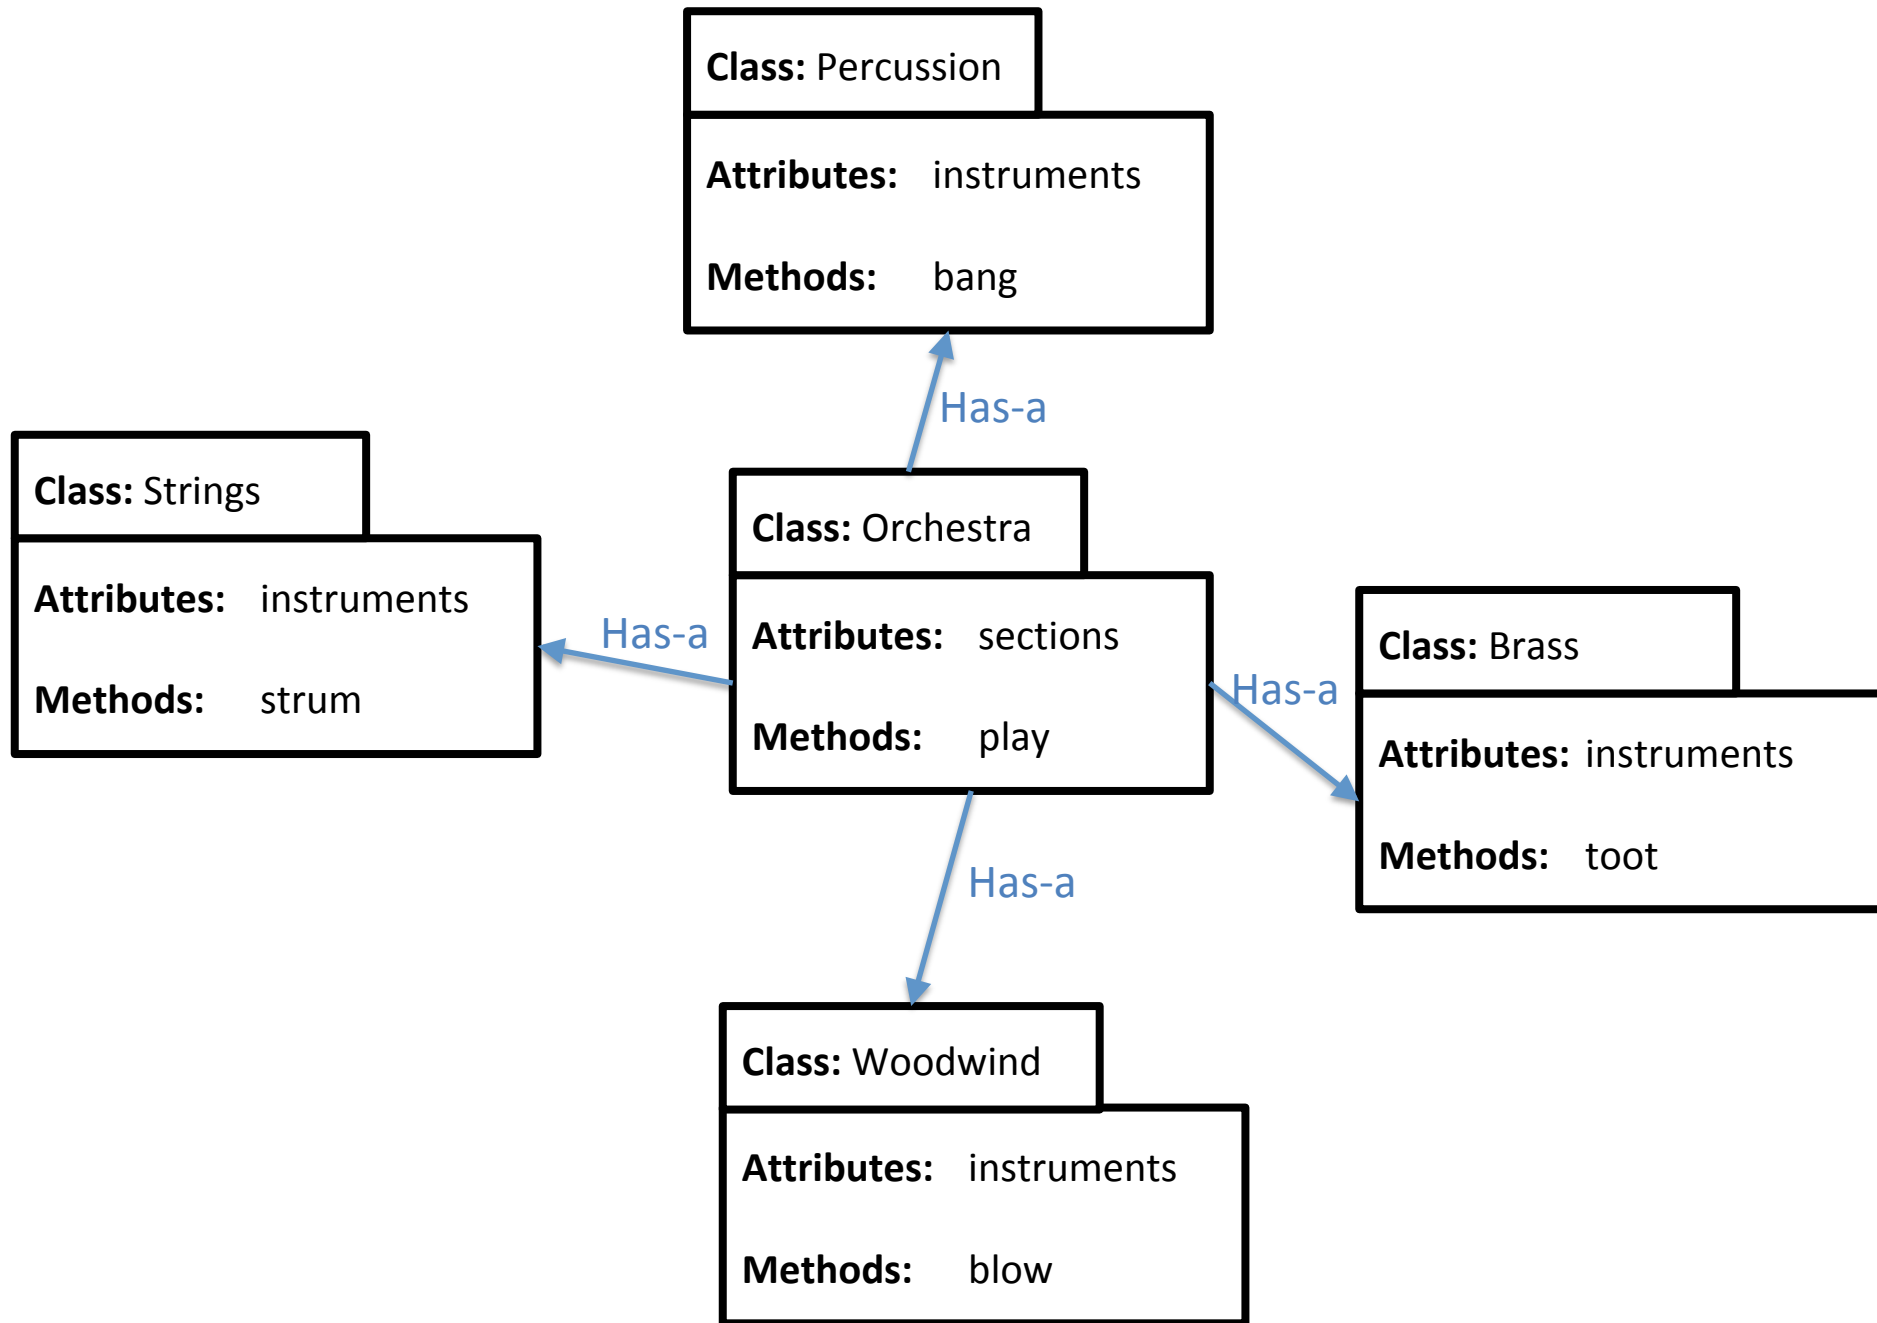 Class: Percussion
Attributes: instruments
Methods: bang
Has-a
Class: Strings
Attributes: instruments
Methods: strum
Has-a
Class: Orchestra
Attributes: sections
Methods: play
Has-a
Class: Brass
Attributes: instruments
Methods: toot
Has-a
Class: Woodwind
Attributes: instruments
Methods: blow